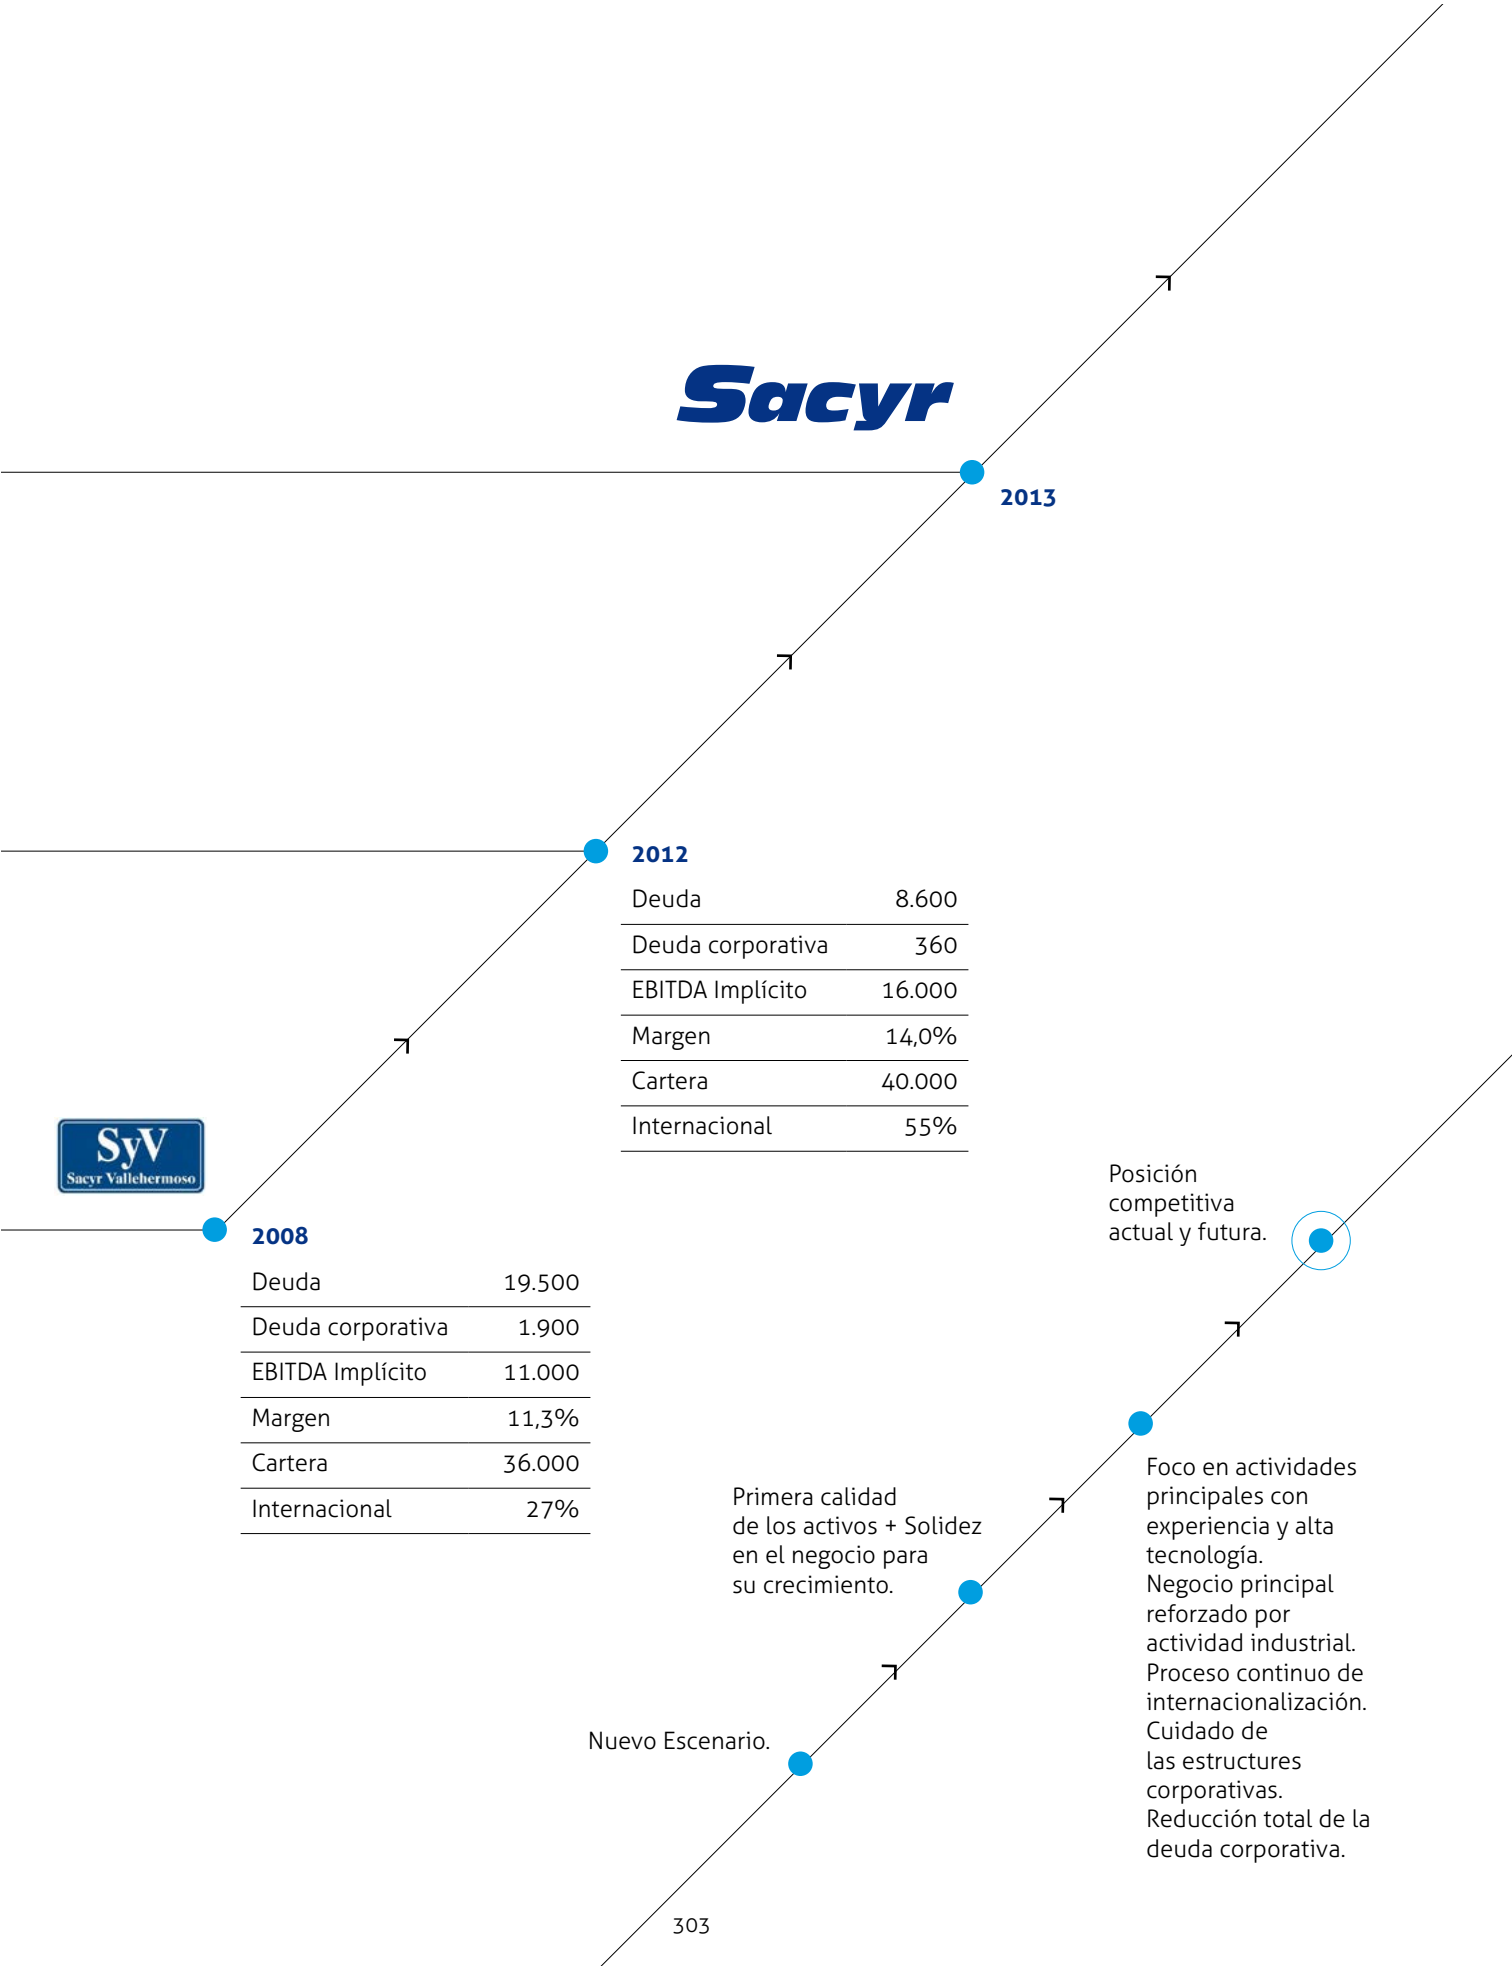 Sacyr
2013
2012
Deuda 8.600
Deuda corporativa 360
EBITDA Implícito 16.000
Margen 14,0%
Cartera 40.000
Internacional 55%
SyV
Sacyr Vallehermoso
2008
Deuda 19.500
Deuda corporativa 1.900
EBITDA Implícito 11.000
Margen 11,3%
Cartera 36.000
Internacional 27%
Posición
competitiva
actual y futura.
Foco en actividades
principales con
experiencia y alta
tecnología.
Negocio principal
reforzado por
actividad industrial.
Proceso continuo de
internacionalización.
Cuidado de
las estructures
corporativas.
Reducción total de la
deuda corporativa.
Primera calidad
de los activos + Solidez
en el negocio para
su crecimiento.
Nuevo Escenario.
303